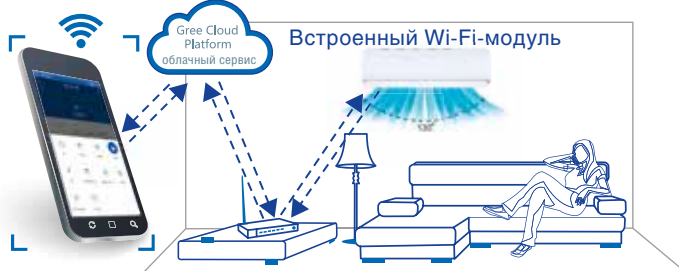 Gree Cloud
Platform
облачный сервис
Встроенный Wi-Fi-модуль